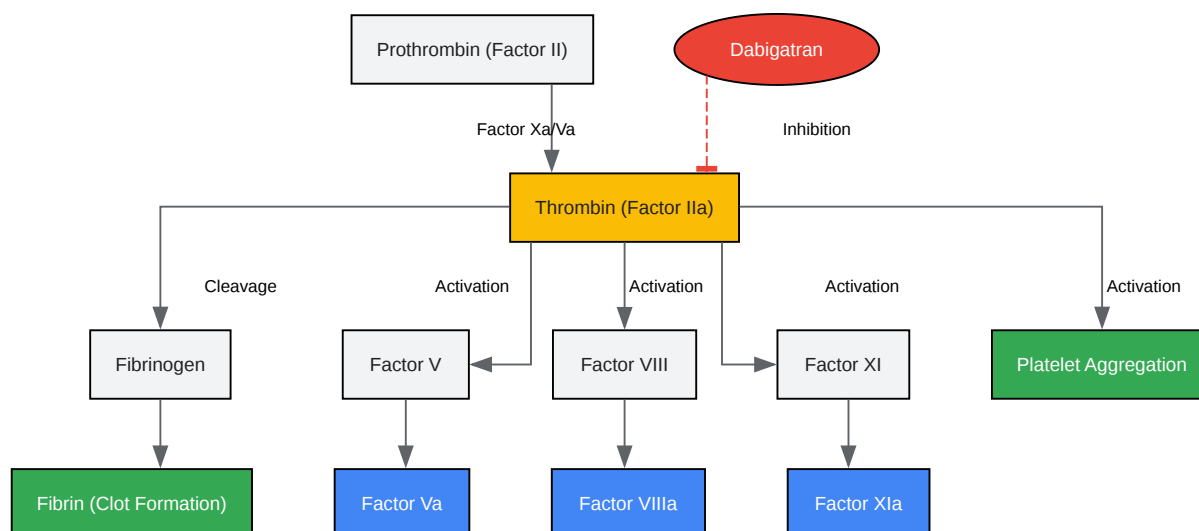 Prothrombin (Factor II)
Dabigatran
Factor Xa/Va
Inhibition
Thrombin (Factor IIa)
Cleavage
Activation
Activation
Activation
Activation
Fibrinogen
Factor V
Factor VIII
Factor XI
Platelet Aggregation
Fibrin (Clot Formation)
Factor Va
Factor VIIIa
Factor XIa